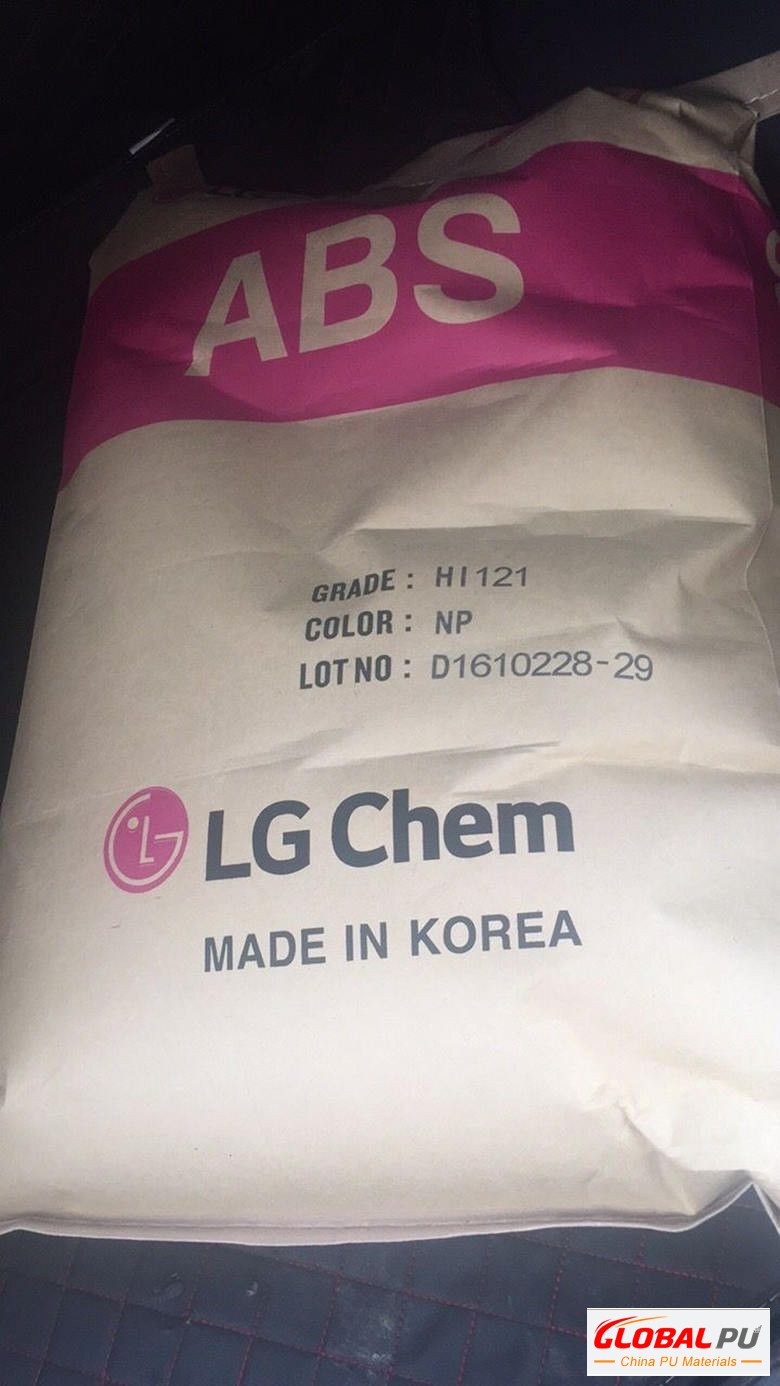 ABS
GRADE : HI121
COLOR : NP
LOT NO : D1610228-29
LG LG Chem
MADE IN KOREA
GLOBAL PU
China PU Materials